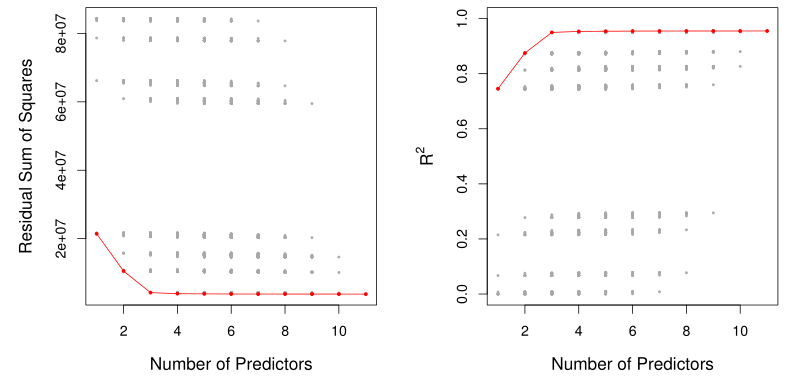 Residual Sum of Squares
8e+07
6e+07
4e+07
2e+07
2 4 6 8 10
Number of Predictors
R²
1.0
0.8
0.6
0.4
0.2
0.0
2 4 6 8 10
Number of Predictors